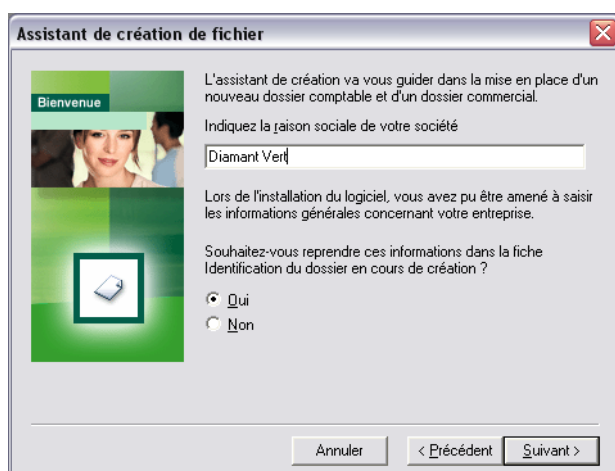 Assistant de création de fichier
Bienvenue
L'assistant de création va vous guider dans la mise en place d'un
nouveau dossier comptable et d'un dossier commercial.
Indiquez la raison sociale de votre société
Diamant Vert
Lors de l'installation du logiciel, vous avez pu être amené à saisir
les informations générales concernant votre entreprise.
Souhaitez-vous reprendre ces informations dans la fiche
Identification du dossier en cours de création ?
Oui
Non
Annuler
< Précédent
Suivant >